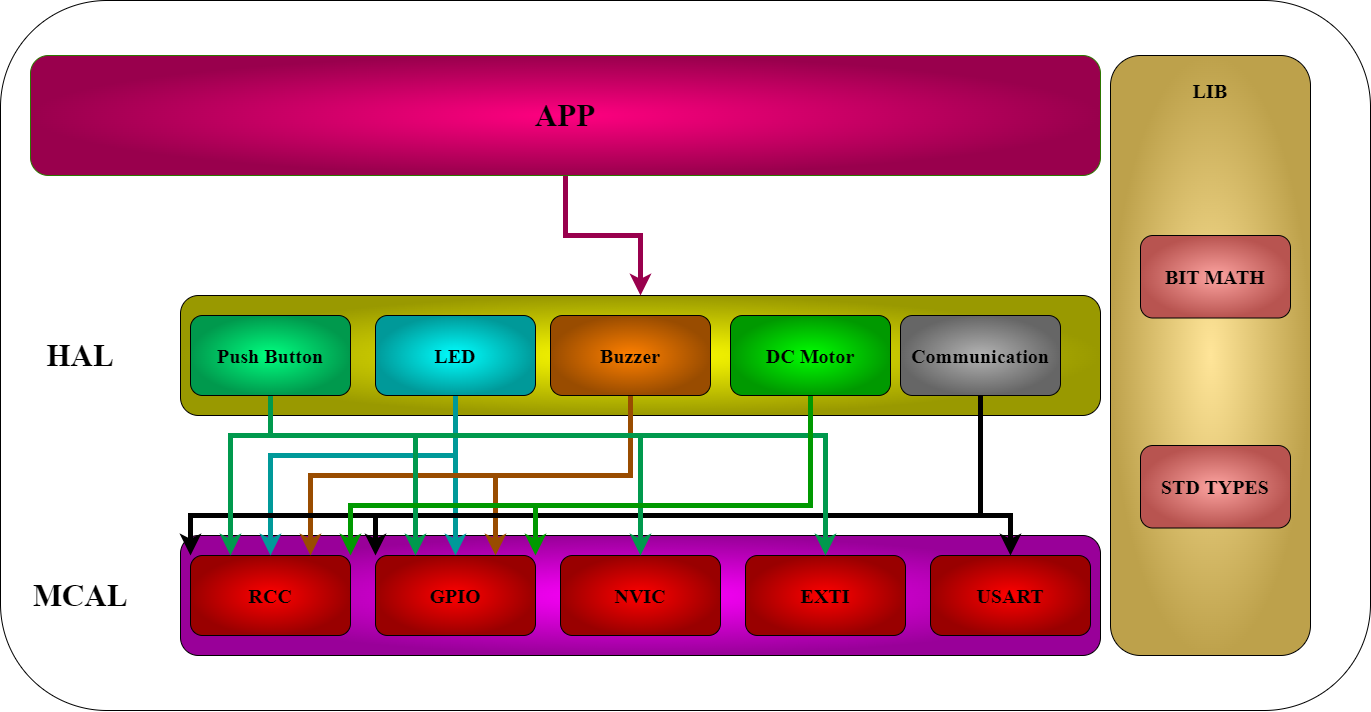 APP
LIB
BIT MATH
HAL
Push Button
LED
Buzzer
DC Motor
Communication
STD TYPES
MCAL
RCC
GPIO
NVIC
EXTI
USART